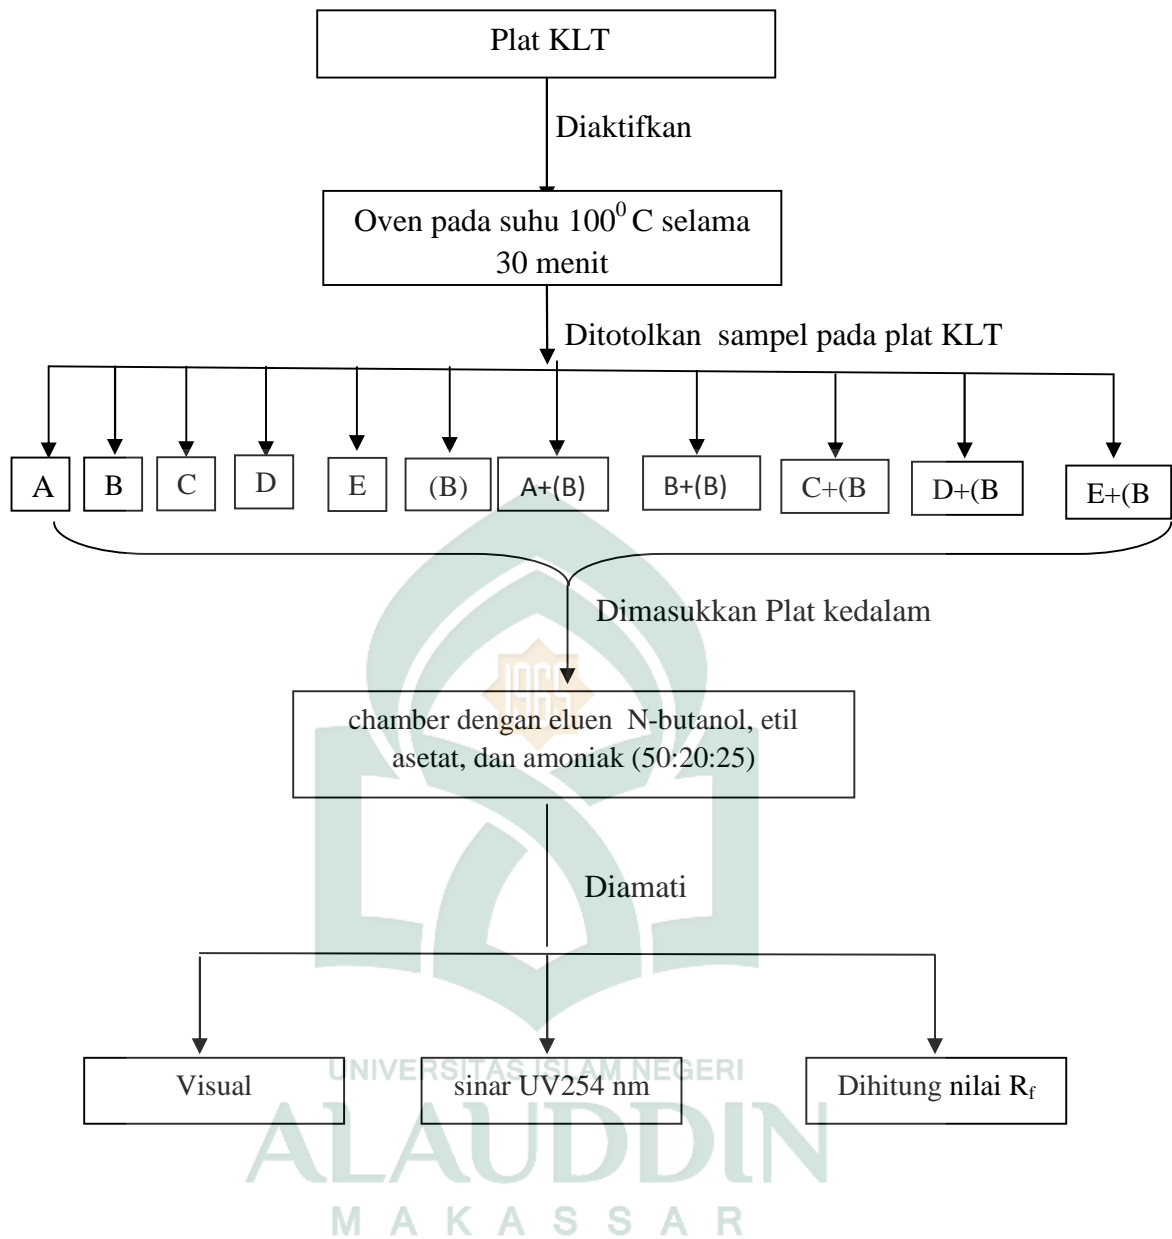 Plat KLT
Diaktifkan
Oven pada suhu 100⁰ C selama
30 menit
Ditotolkan sampel pada plat KLT
A
B
C
D
E
(B)
A+(B)
B+(B)
C+(B
D+(B
E+(B
Dimasukkan Plat kedalam
1965
chamber dengan eluen N-butanol, etil
asetat, dan amoniak (50:20:25)
Diamati
Visual
sinar UV254 nm
Dihitung nilai Rf
UNIVERSITAS ISLAM NEGERI
ALAUDDIN
MAKASSAR